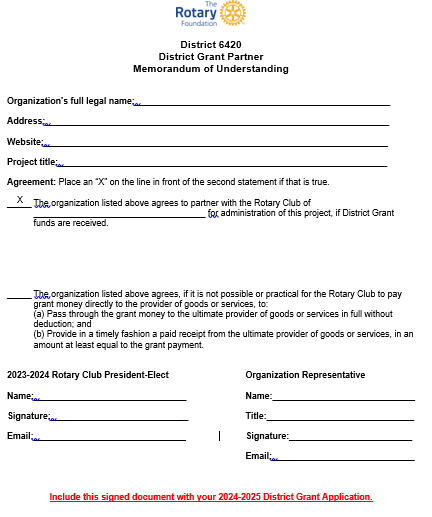 The
Rotary
Foundation
District 6420
District Grant Partner
Memorandum of Understanding
Organization's full legal name:
Address:
Website:
Project title:
Agreement: Place an "X" on the line in front of the second statement if that is true.
X The organization listed above agrees to partner with the Rotary Club of
for administration of this project, if District Grant
funds are received.
The organization listed above agrees, if it is not possible or practical for the Rotary Club to pay
grant money directly to the provider of goods or services, to:
(a) Pass through the grant money to the ultimate provider of goods or services in full without
deduction; and
(b) Provide in a timely fashion a paid receipt from the ultimate provider of goods or services, in an
amount at least equal to the grant payment.
2023-2024 Rotary Club President-Elect Organization Representative
Name: Name:
Signature: Title:
Email: Signature:
Email:
Include this signed document with your 2024-2025 District Grant Application.